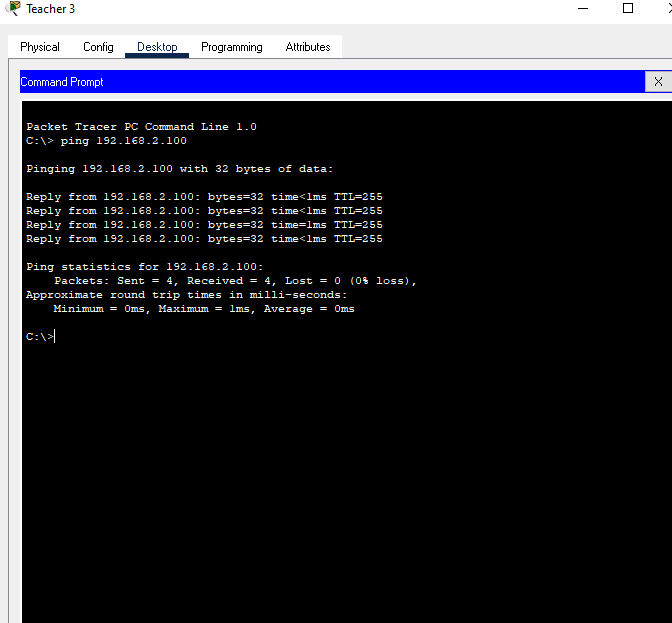 Teacher 3
Physical Config Desktop Programming Attributes
Command Prompt
X
Packet Tracer PC Command Line 1.0
C:\> ping 192.168.2.100
Pinging 192.168.2.100 with 32 bytes of data:
Reply from 192.168.2.100: bytes=32 time<1ms TTL=255
Reply from 192.168.2.100: bytes=32 time<1ms TTL=255
Reply from 192.168.2.100: bytes=32 time=1ms TTL=255
Reply from 192.168.2.100: bytes=32 time<1ms TTL=255
Ping statistics for 192.168.2.100:
Packets: Sent = 4, Received = 4, Lost = 0 (0% loss),
Approximate round trip times in milli-seconds:
Minimum = 0ms, Maximum = 1ms, Average = 0ms
C:\>